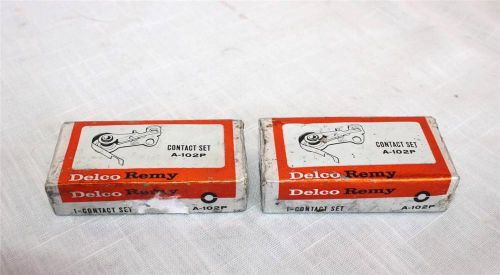 CONTACT SET
A-102P
Delco Remy
Delco Remy
1-CONTACT SET A-102P
CONTACT SET
A-102P
Delco Remy
Delco Remy
1-CONTACT SET A-102P